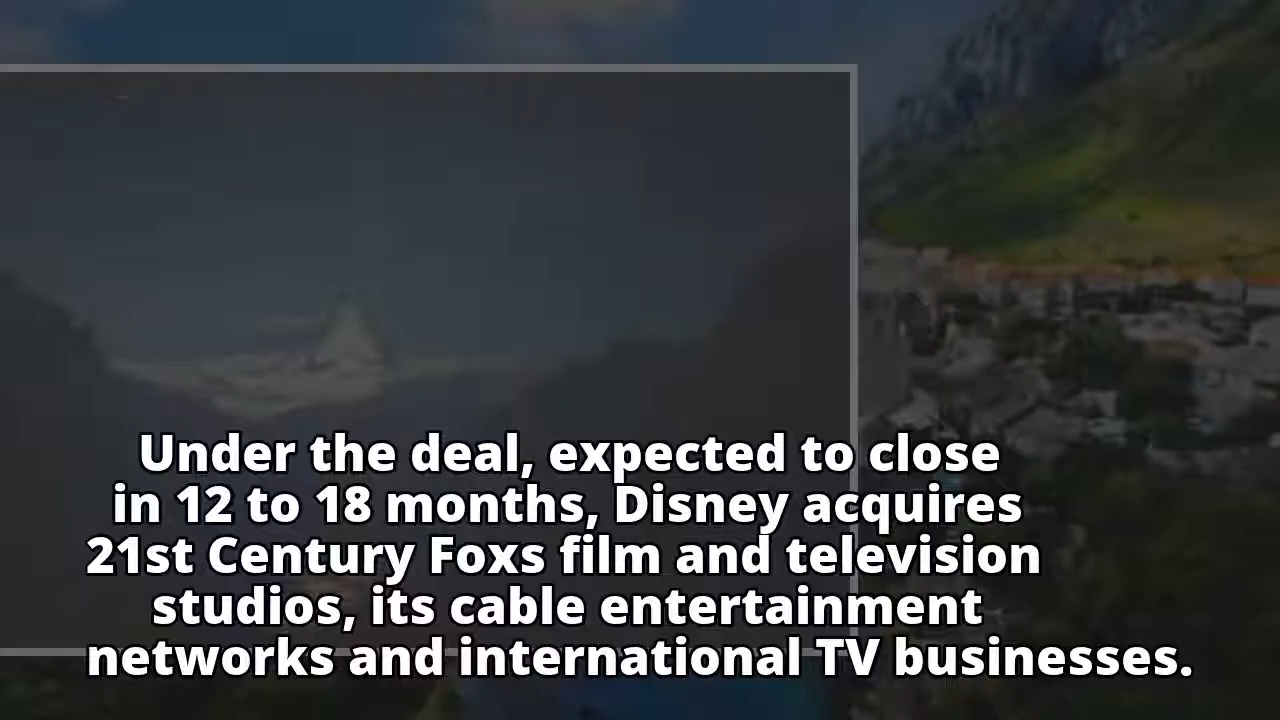 Under the deal, expected to close
in 12 to 18 months, Disney acquires
21st Century Foxs film and television
studios, its cable entertainment
networks and international TV businesses.